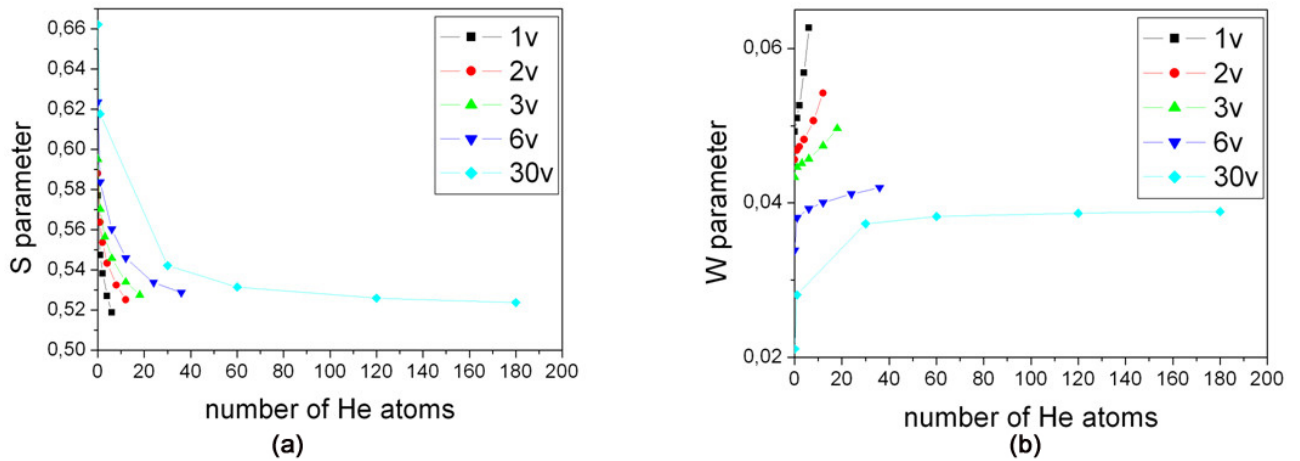 0,66
0,64
0,62
0,60
0,58
0,56
0,54
0,52
0,50
S parameter
0 20 40 60 80 100 120 140 160 180 200
number of He atoms
(a)
1v
2v
3v
6v
30v
0,06
0,04
0,02
W parameter
0 20 40 60 80 100 120 140 160 180 200
number of He atoms
(b)
1v
2v
3v
6v
30v